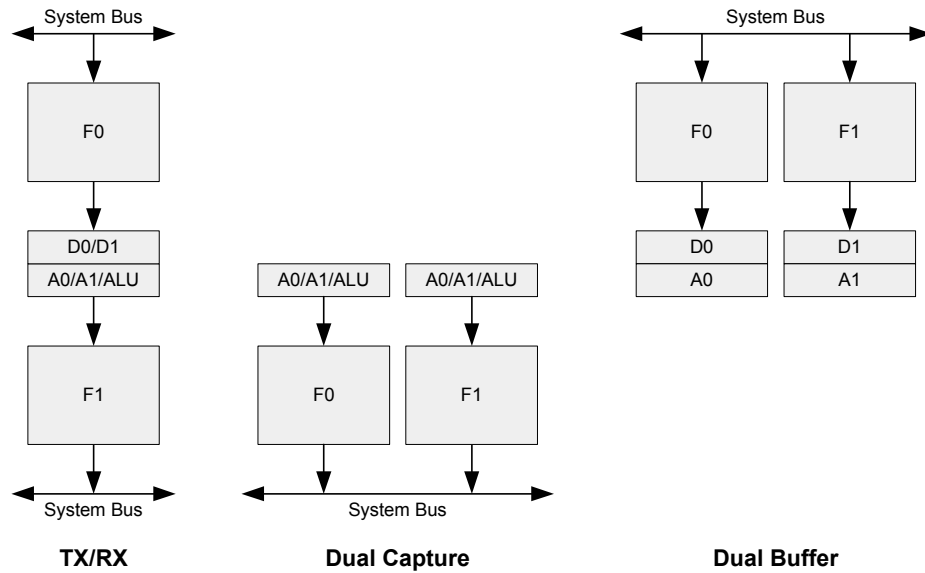 System Bus
F0
D0/D1
A0/A1/ALU
F1
System Bus
TX/RX
A0/A1/ALU
A0/A1/ALU
F0
F1
System Bus
Dual Capture
System Bus
F0
F1
D0
D1
A0
A1
Dual Buffer